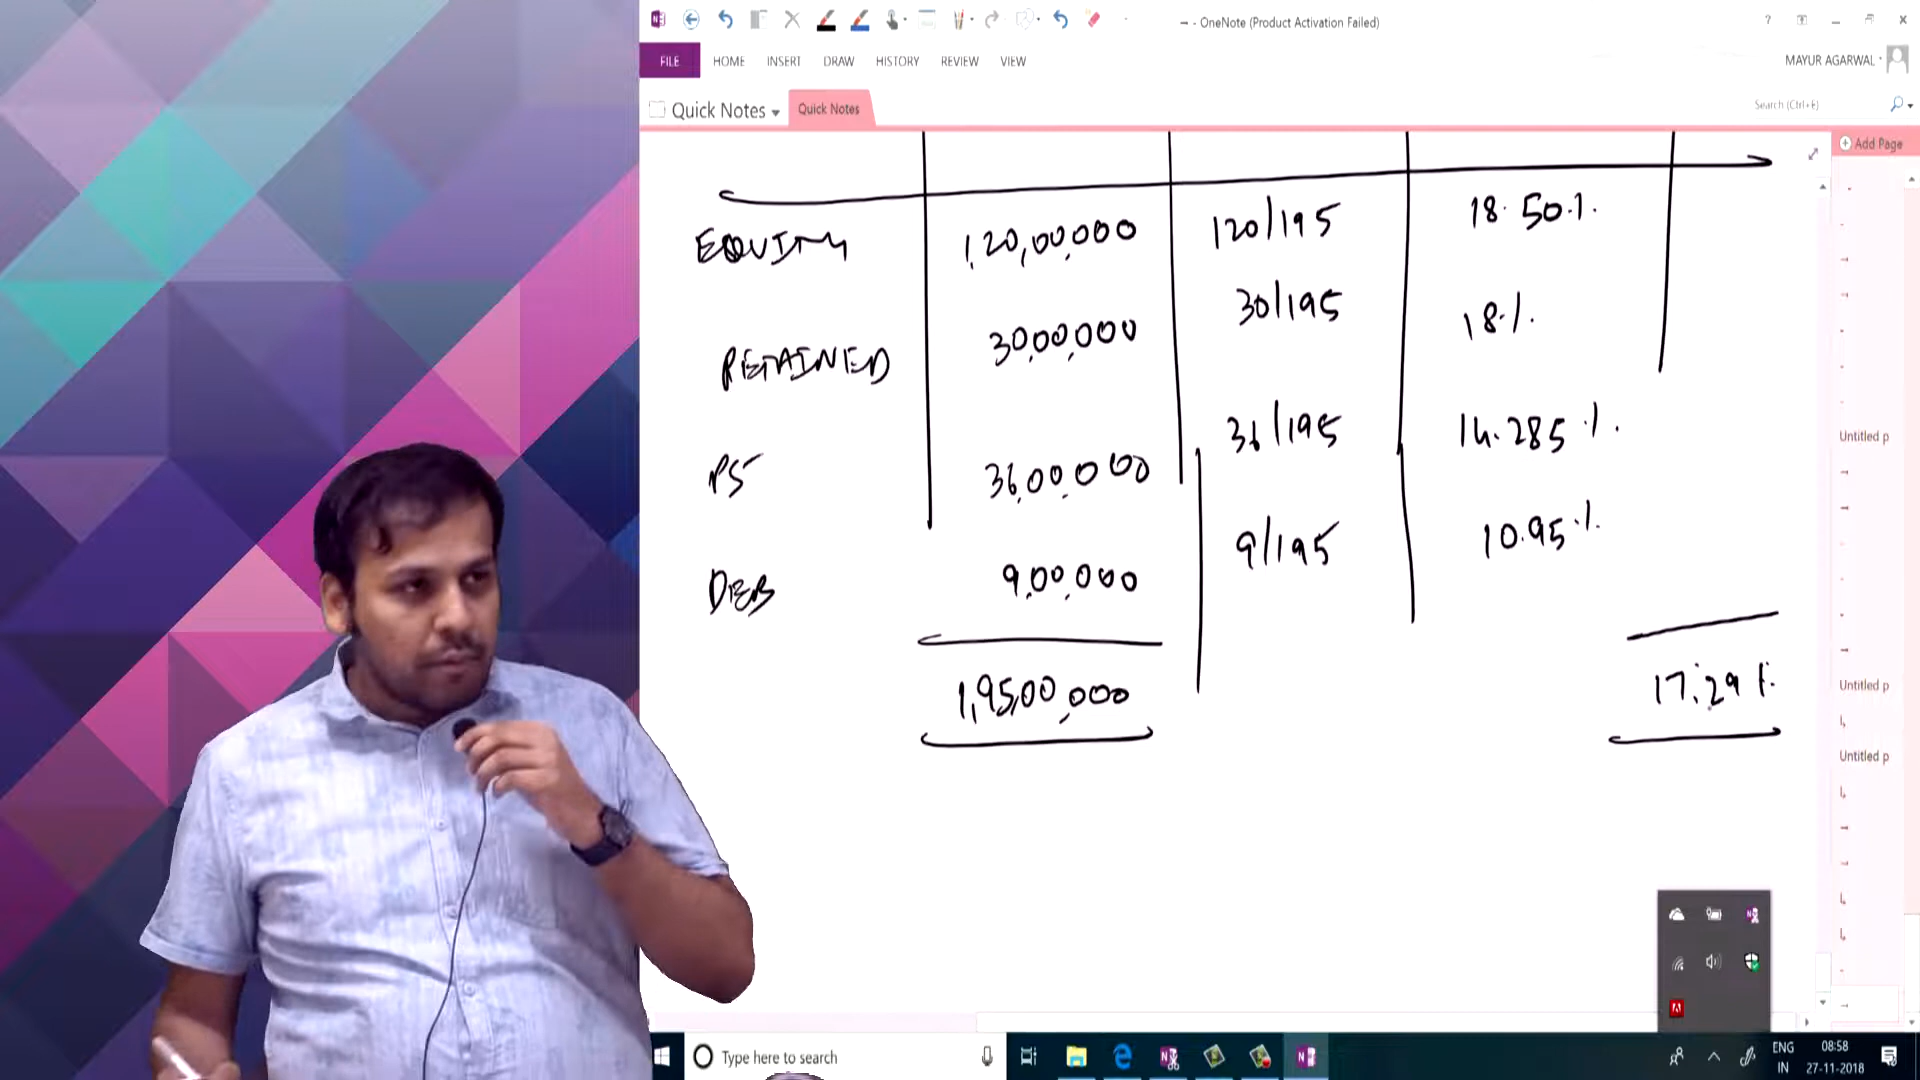 - - OneNote (Product Activation Failed)
FILE HOME INSERT DRAW HISTORY REVIEW VIEW
MAYUR AGARWAL
Quick Notes Quick Notes
Search (Ctrl+E)
Add Page
EQUITY 1,20,00,000 120/195 18.50%
RETAINED 30,00,000 30/195 18%
PS 36,00,000 36/195 14.285%
DEB 9,00,000 9/195 10.95%
1,95,00,000 17.29%
Untitled p
Untitled p
Untitled p
Type here to search
ENG
IN
08:58
27-11-2018